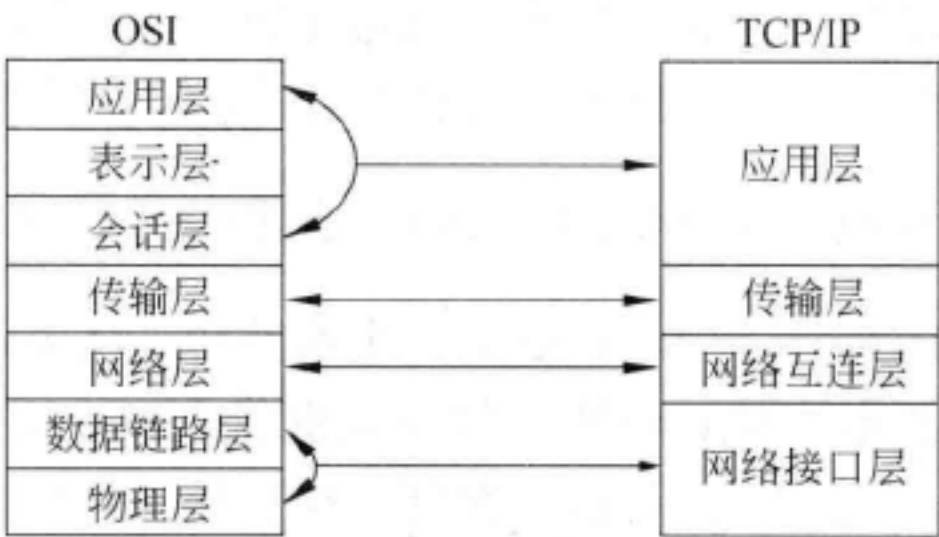 OSI
应用层
表示层
会话层
传输层
网络层
数据链路层
物理层
TCP/IP
应用层
传输层
网络互连层
网络接口层